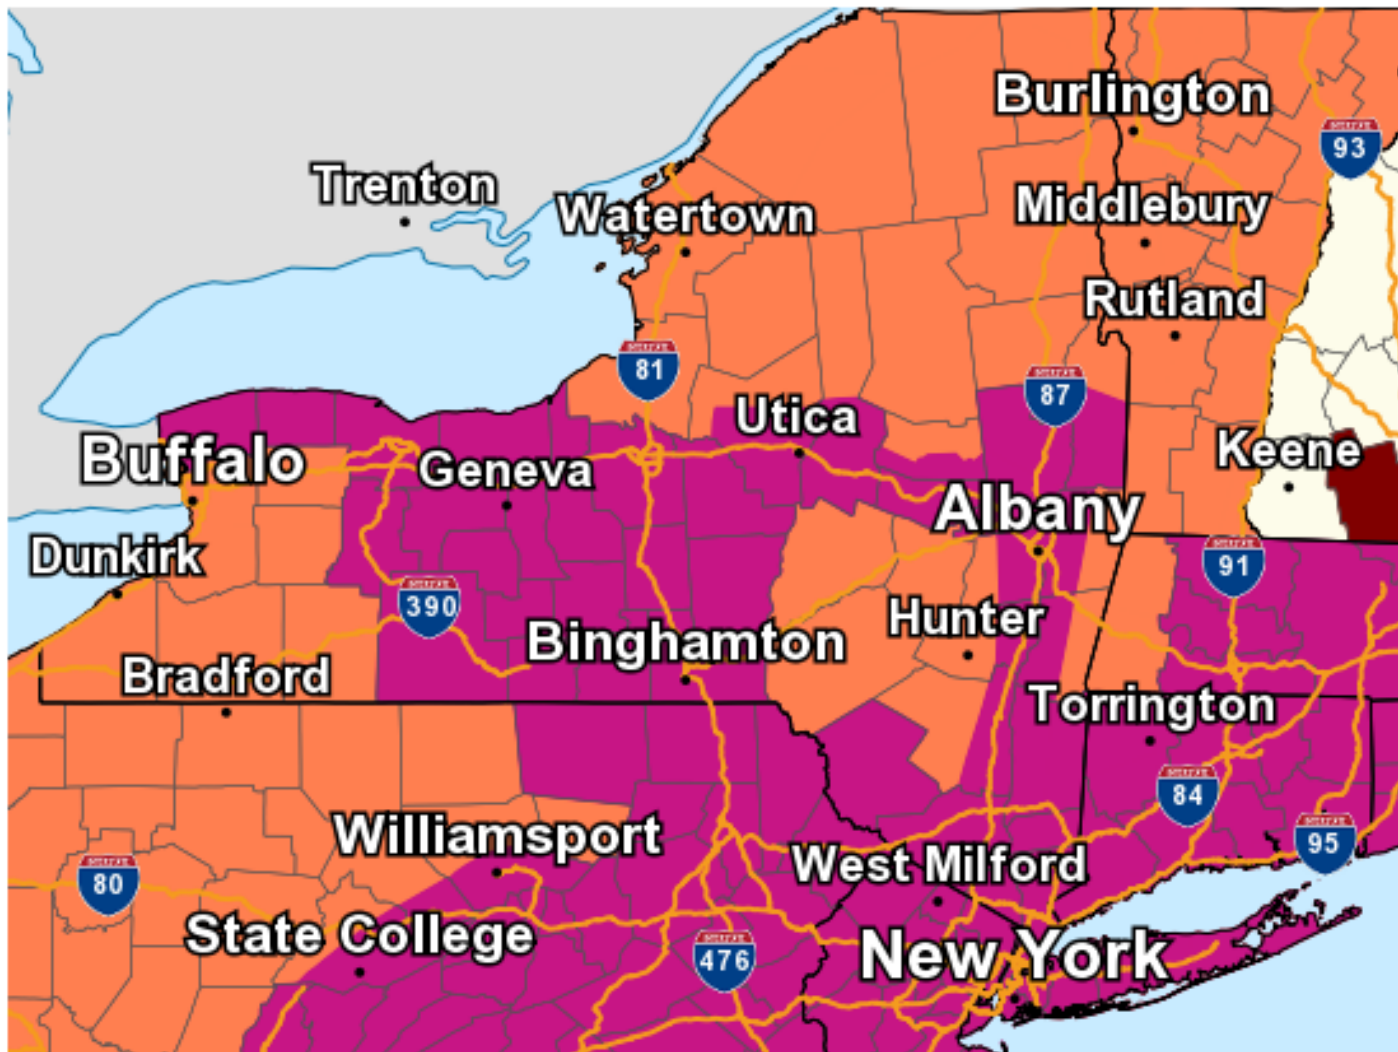 Burlington
93
Trenton
Watertown
Middlebury
Rutland
81
87
Utica
Buffalo
Geneva
Keene
Albany
Dunkirk
91
390
Hunter
Binghamton
Bradford
Torrington
84
Williamsport
95
West Milford
80
State College
476
New York